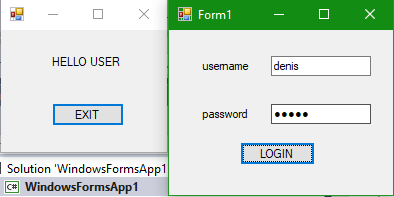 HELLO USER
EXIT
Form1
username
denis
password
●●●●●
LOGIN
Solution 'WindowsFormsApp1
C# WindowsFormsApp1